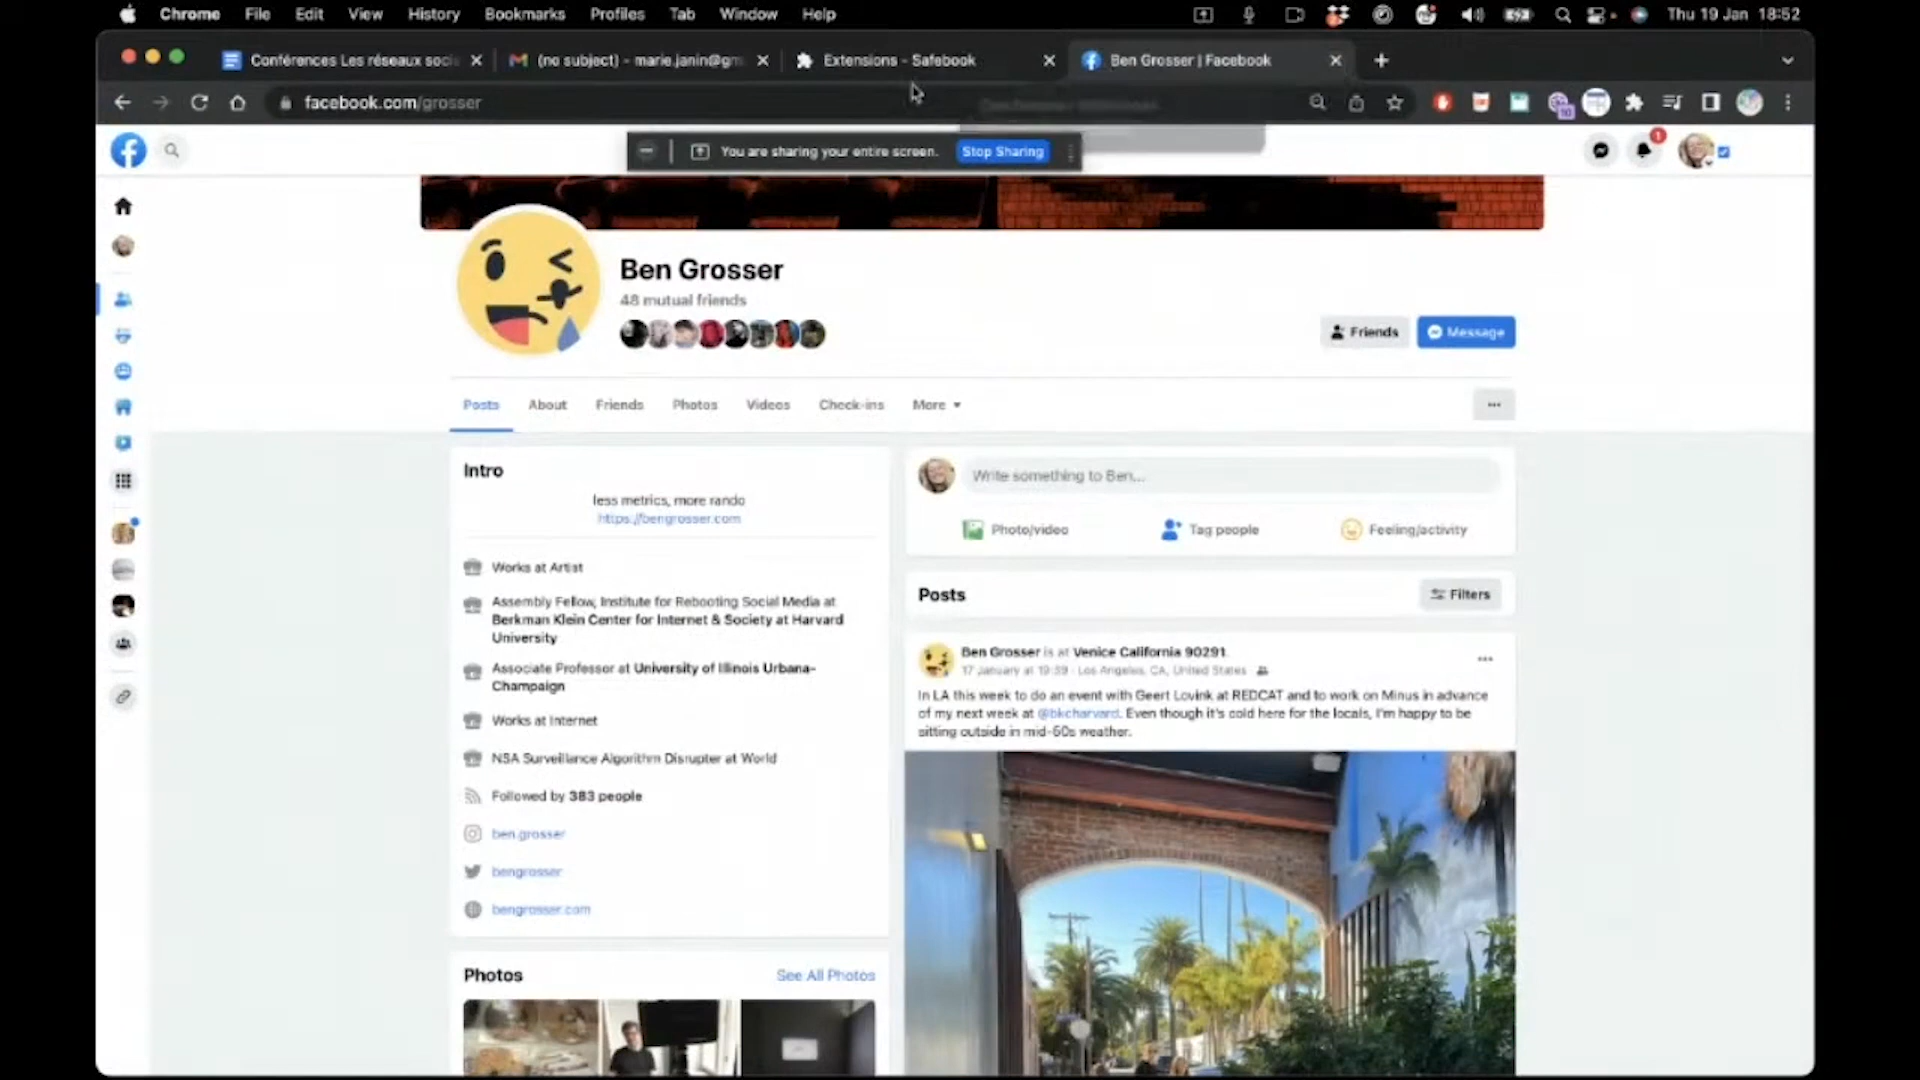 Chrome File Edit View History Bookmarks Profiles Tab Window Help Thu 19 Jan 18:52
Conférences Les réseaux soci (no subject) - marie.janin@gm Extensions - Safebook Ben Grosser | Facebook
facebook.com/grosser
You are sharing your entire screen. Stop Sharing
1
Ben Grosser
48 mutual friends
Friends Message
Posts About Friends Photos Videos Check-ins More
Intro
less metrics, more rando
https://bengrosser.com
Works at Artist
Assembly Fellow, Institute for Rebooting Social Media at
Berkman Klein Center for Internet & Society at Harvard
University
Associate Professor at University of Illinois Urbana-
Champaign
Works at Internet
NSA Surveillance Algorithm Disrupter at World
Followed by 383 people
ben.grosser
bengrosser
bengrosser.com
Photos See All Photos
Write something to Ben...
Photo/video Tag people Feeling/activity
Posts Filters
Ben Grosser is at Venice California 90291.
17 January at 19:39 · Los Angeles, CA, United States ·
In LA this week to do an event with Geert Lovink at REDCAT and to work on Minus in advance
of my next week at @bkcharvard. Even though it's cold here for the locals, I'm happy to be
sitting outside in mid-60s weather.